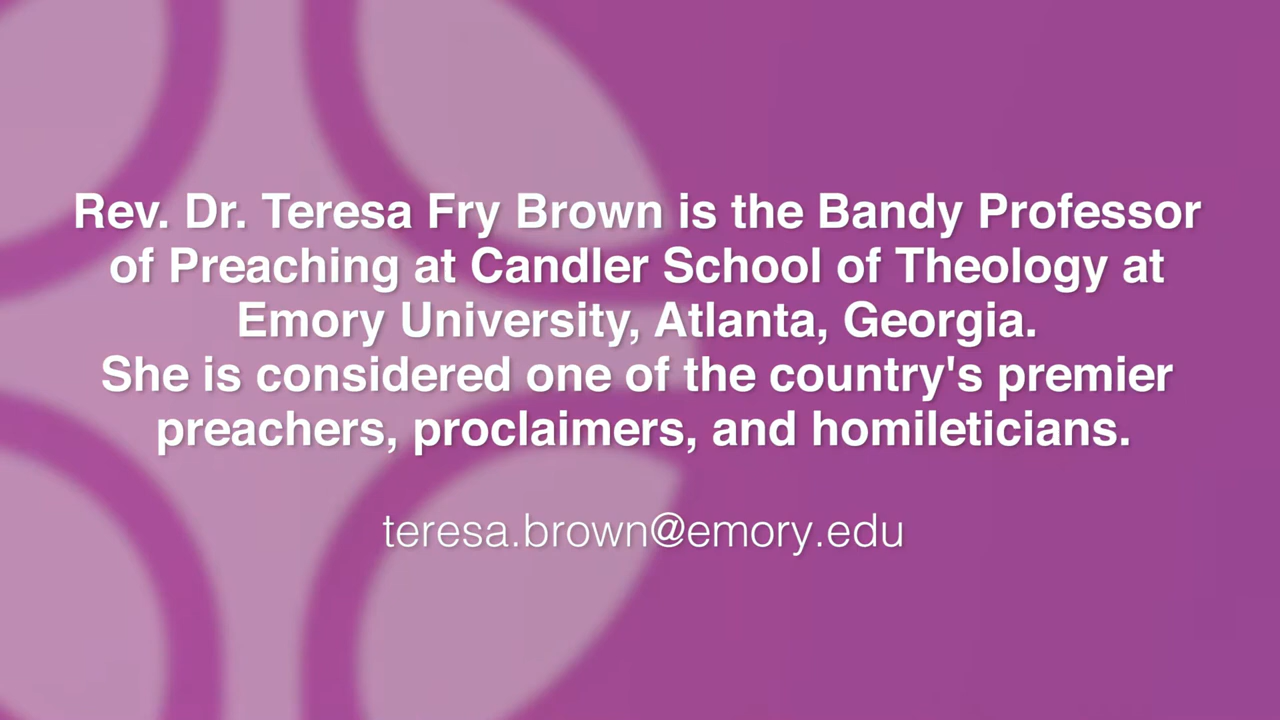 Rev. Dr. Teresa Fry Brown is the Bandy Professor
of Preaching at Candler School of Theology at
Emory University, Atlanta, Georgia.
She is considered one of the country's premier
preachers, proclaimers, and homileticians.
teresa.brown@emory.edu